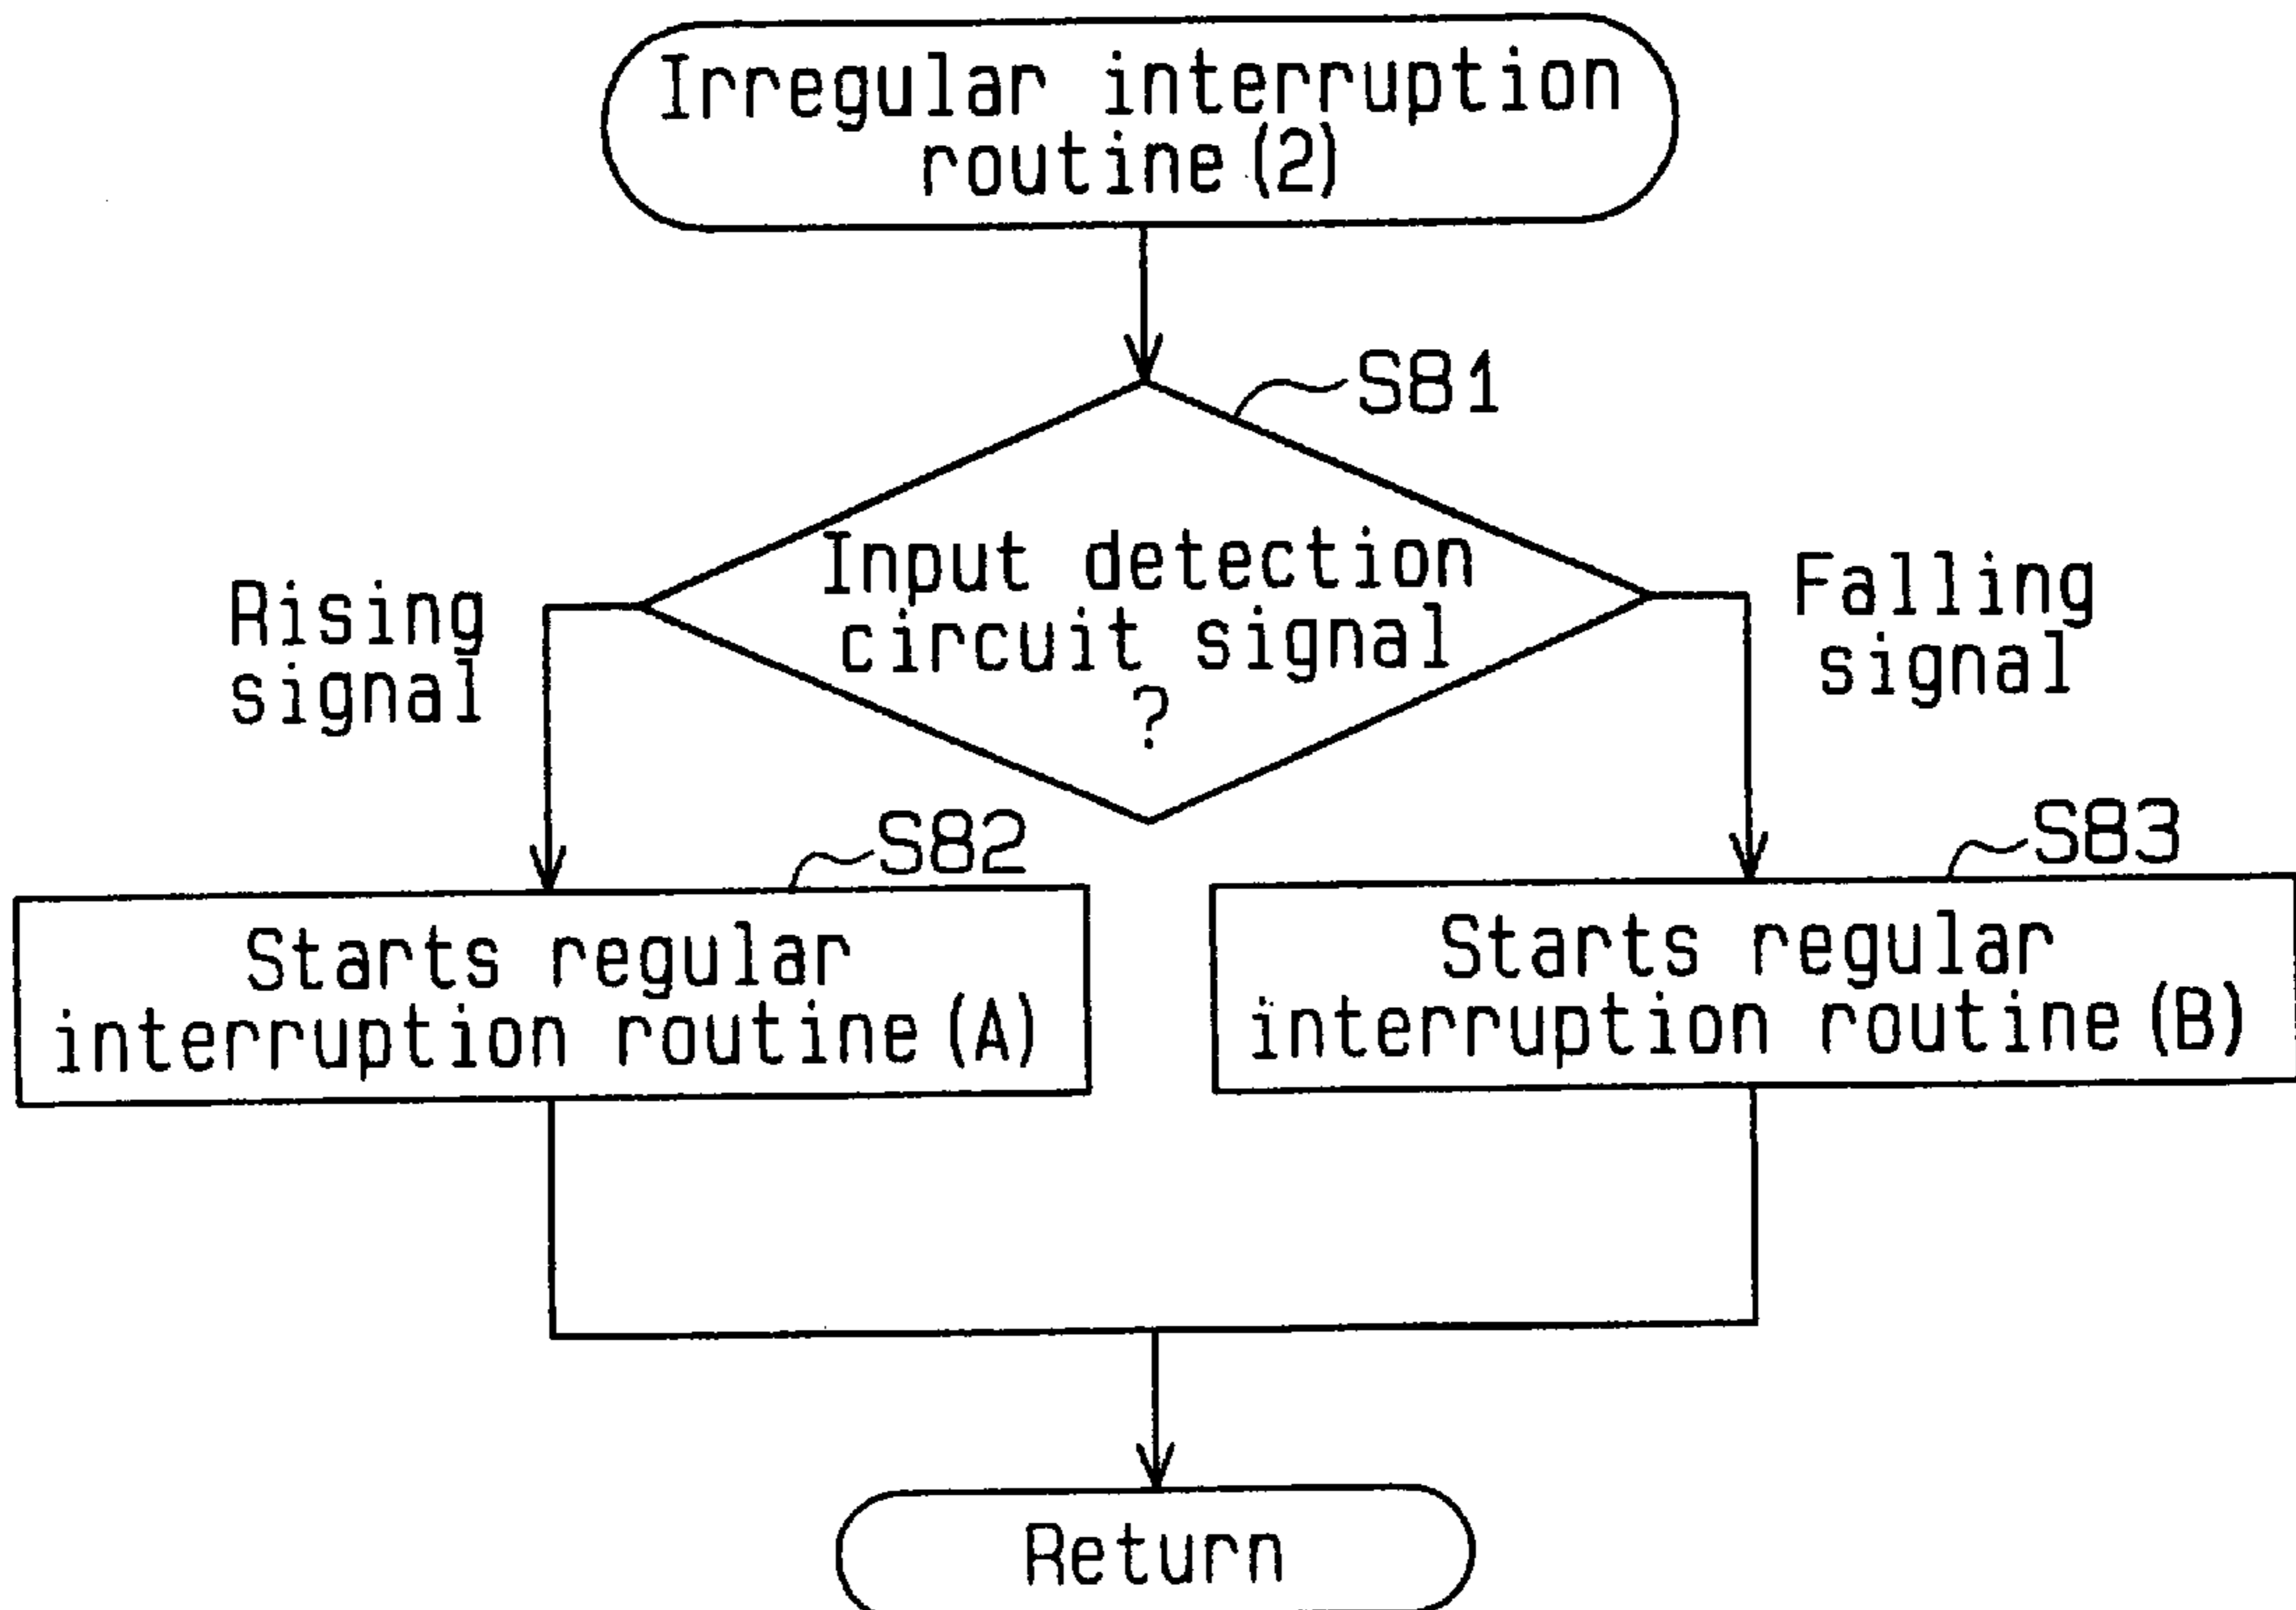 Irregular interruption
routine(2)
S81
Input detection
circuit signal
?
Rising
signal
Falling
signal
S82
Starts regular
interruption routine(A)
S83
Starts regular
interruption routine(B)
Return